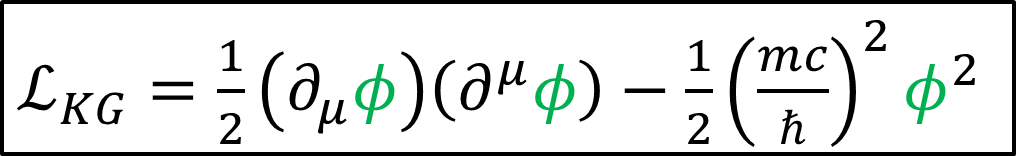 ℒ_KG = 1/2 (∂_μ ϕ)(∂^μ ϕ) − 1/2 (mc/ℏ)^2 ϕ^2